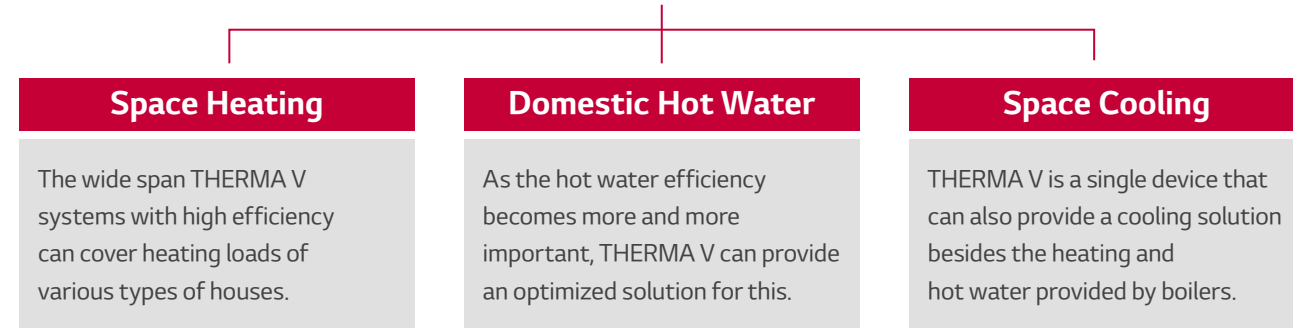 Space Heating
The wide span THERMA V
systems with high efficiency
can cover heating loads of
various types of houses.
Domestic Hot Water
As the hot water efficiency
becomes more and more
important, THERMA V can provide
an optimized solution for this.
Space Cooling
THERMA V is a single device that
can also provide a cooling solution
besides the heating and
hot water provided by boilers.